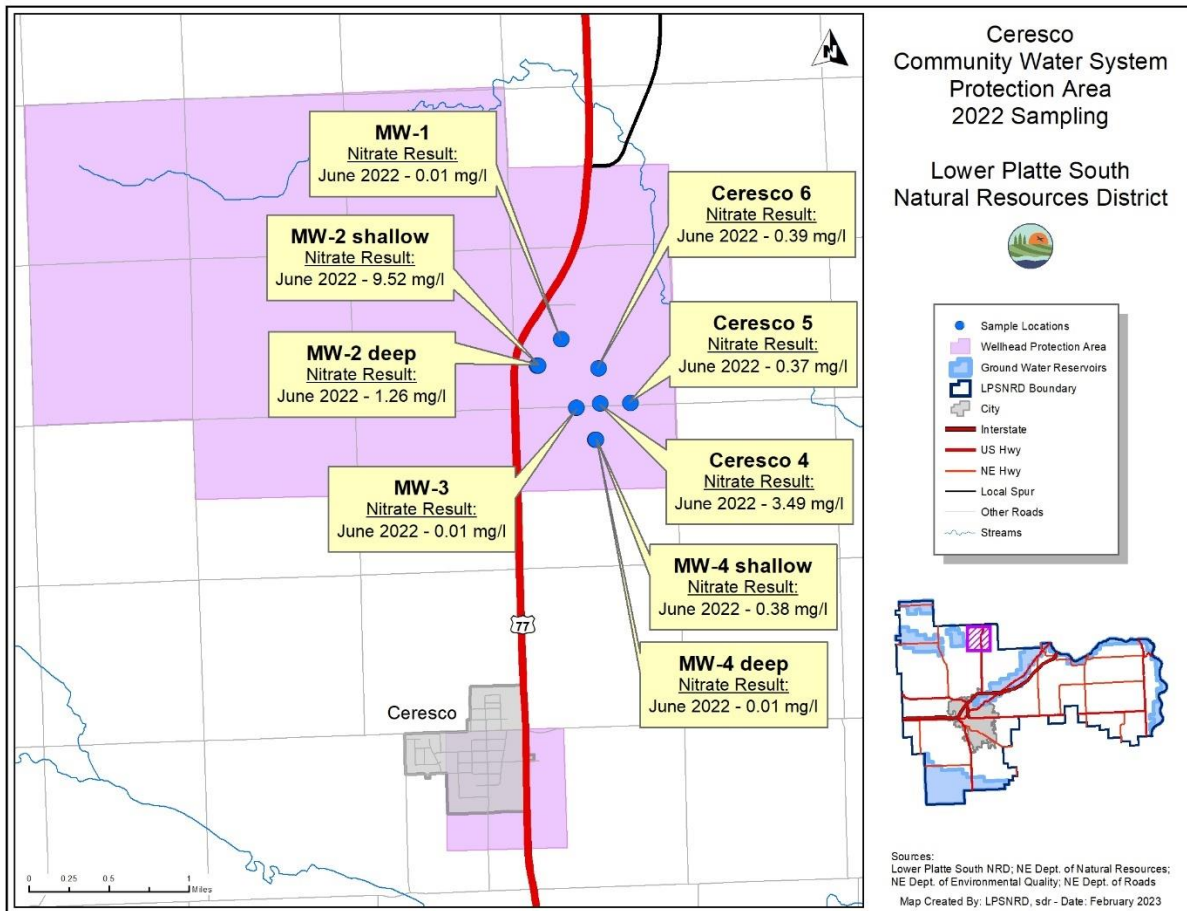 Ceresco
Community Water System
Protection Area
2022 Sampling
Lower Platte South
Natural Resources District
N
MW-1
Nitrate Result:
June 2022 - 0.01 mg/l
MW-2 shallow
Nitrate Result:
June 2022 - 9.52 mg/l
MW-2 deep
Nitrate Result:
June 2022 - 1.26 mg/l
MW-3
Nitrate Result:
June 2022 - 0.01 mg/l
Ceresco 6
Nitrate Result:
June 2022 - 0.39 mg/l
Ceresco 5
Nitrate Result:
June 2022 - 0.37 mg/l
Ceresco 4
Nitrate Result:
June 2022 - 3.49 mg/l
MW-4 shallow
Nitrate Result:
June 2022 - 0.38 mg/l
MW-4 deep
Nitrate Result:
June 2022 - 0.01 mg/l
77
Ceresco
0 0.25 0.5 1
Miles
Sample Locations
Wellhead Protection Area
Ground Water Reservoirs
LPSNRD Boundary
City
Interstate
US Hwy
NE Hwy
Local Spur
Other Roads
Streams
Sources:
Lower Platte South NRD; NE Dept. of Natural Resources;
NE Dept. of Environmental Quality; NE Dept. of Roads
Map Created By: LPSNRD, sdr - Date: February 2023